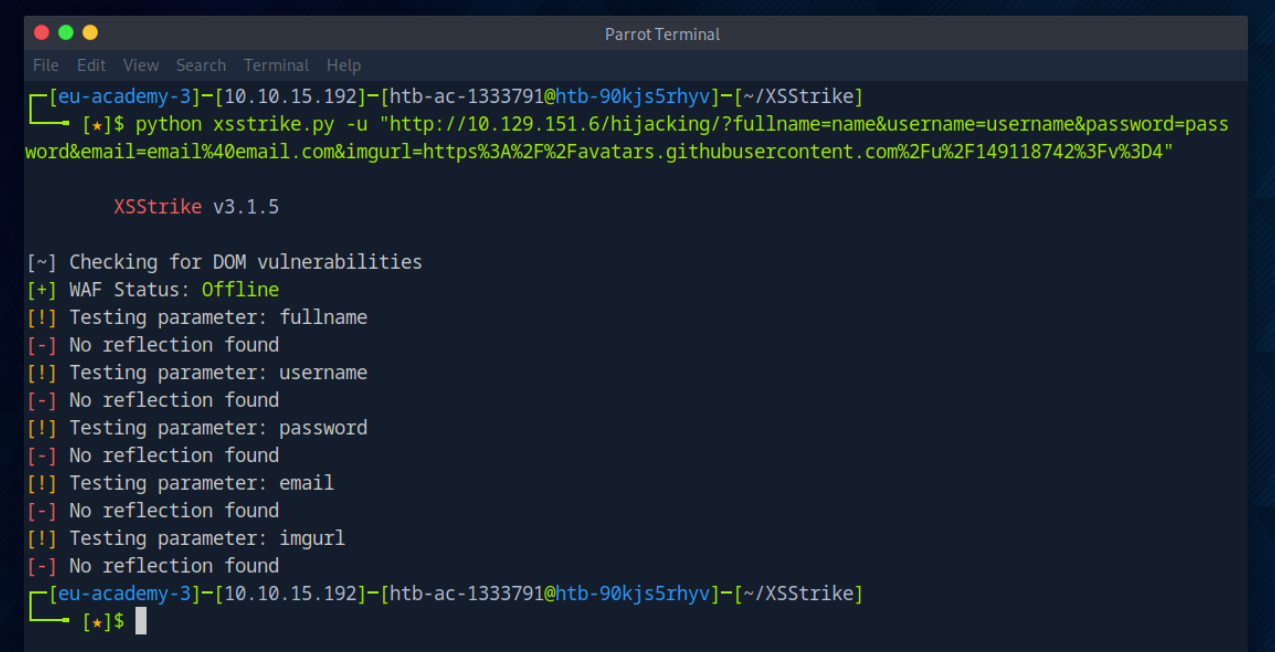 Parrot Terminal
File Edit View Search Terminal Help
┌─[eu-academy-3]─[10.10.15.192]─[htb-ac-1333791@htb-90kjs5rhyv]─[~/XSStrike]
└──╼ [★]$ python xsstrike.py -u "http://10.129.151.6/hijacking/?fullname=name&username=username&password=pass
word&email=email%40email.com&imgurl=https%3A%2F%2Favatars.githubusercontent.com%2Fu%2F149118742%3Fv%3D4"
XSStrike v3.1.5
[~] Checking for DOM vulnerabilities
[+] WAF Status: Offline
[!] Testing parameter: fullname
[-] No reflection found
[!] Testing parameter: username
[-] No reflection found
[!] Testing parameter: password
[-] No reflection found
[!] Testing parameter: email
[-] No reflection found
[!] Testing parameter: imgurl
[-] No reflection found
┌─[eu-academy-3]─[10.10.15.192]─[htb-ac-1333791@htb-90kjs5rhyv]─[~/XSStrike]
└──╼ [★]$